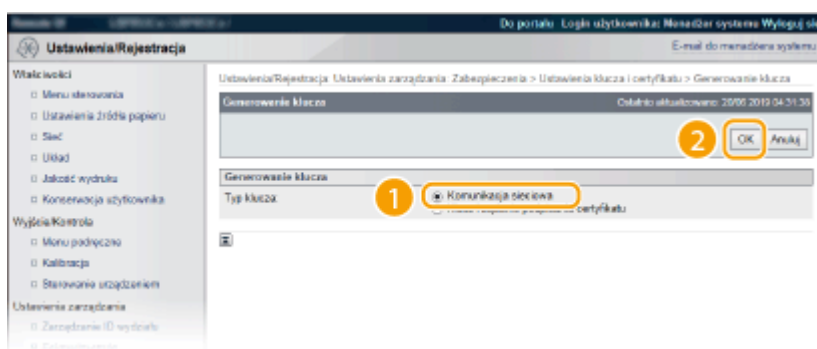 Do portalu Login użytkownika: Menedżer systemu Wyloguj się
Ustawienia/Rejestracja
E-mail do menadżera systemu
Właściwości
Menu sterowania
Ustawienia źródła papieru
Sieć
Układ
Jakość wydruku
Konserwacja użytkownika
Wyjście/Kontrola
Menu podręczne
Kalibracja
Sterowanie urządzeniem
Ustawienia zarządzania
Zarządzanie ID wydziału
Ustawienia/Rejestracja: Ustawienia zarządzania: Zabezpieczenia > Ustawienia klucza i certyfikatu > Generowanie klucza
Generowanie klucza
Ostatnio aktualizowano: 20/06 2019 04:31:38
2
OK
Anuluj
Generowanie klucza
Typ klucza:
1
Komunikacja sieciowa
certyfikatu